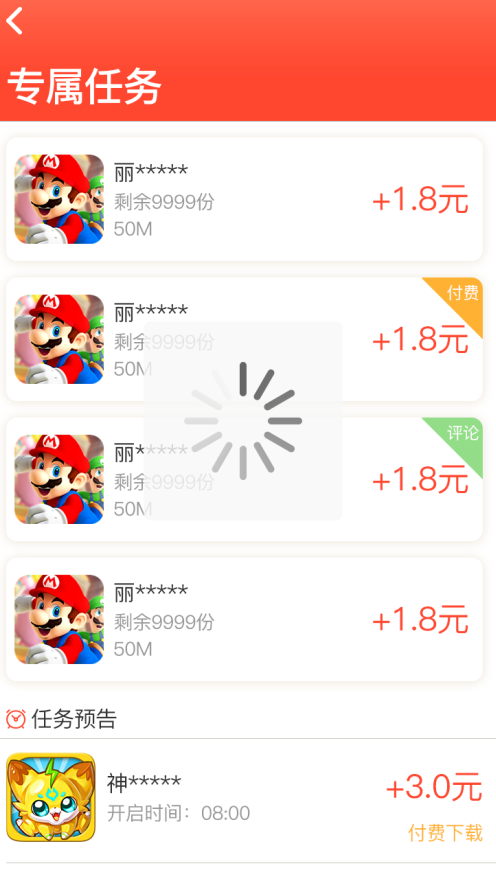 专属任务
丽*****
剩余9999份
50M
+1.8元
付费
丽*****
剩余9999份
50M
+1.8元
评论
丽*****
剩余9999份
50M
+1.8元
丽*****
剩余9999份
50M
+1.8元
任务预告
神*****
开启时间：08:00
+3.0元
付费下载